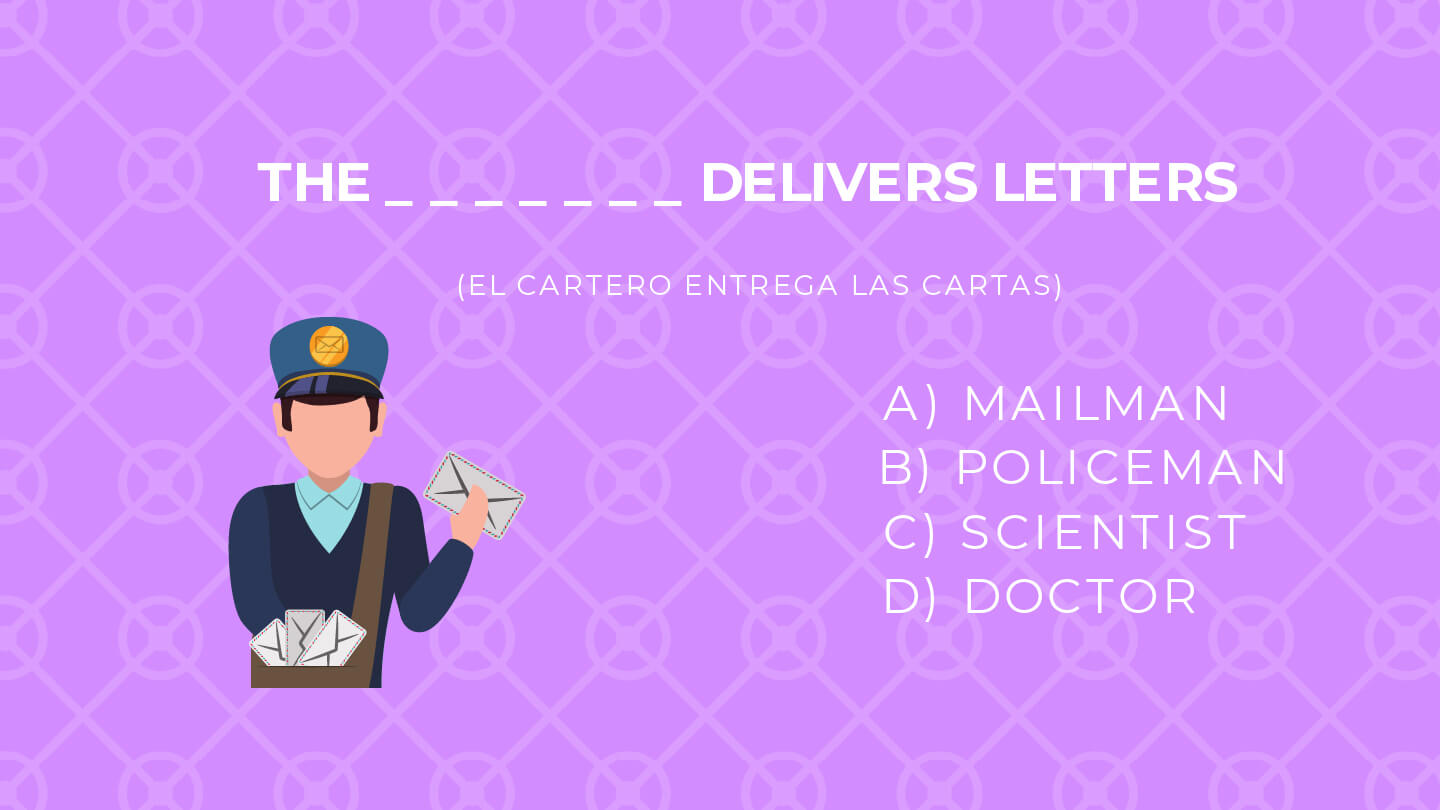 THE _ _ _ _ _ _ _ DELIVERS LETTERS
(EL CARTERO ENTREGA LAS CARTAS)
A) MAILMAN
B) POLICEMAN
C) SCIENTIST
D) DOCTOR